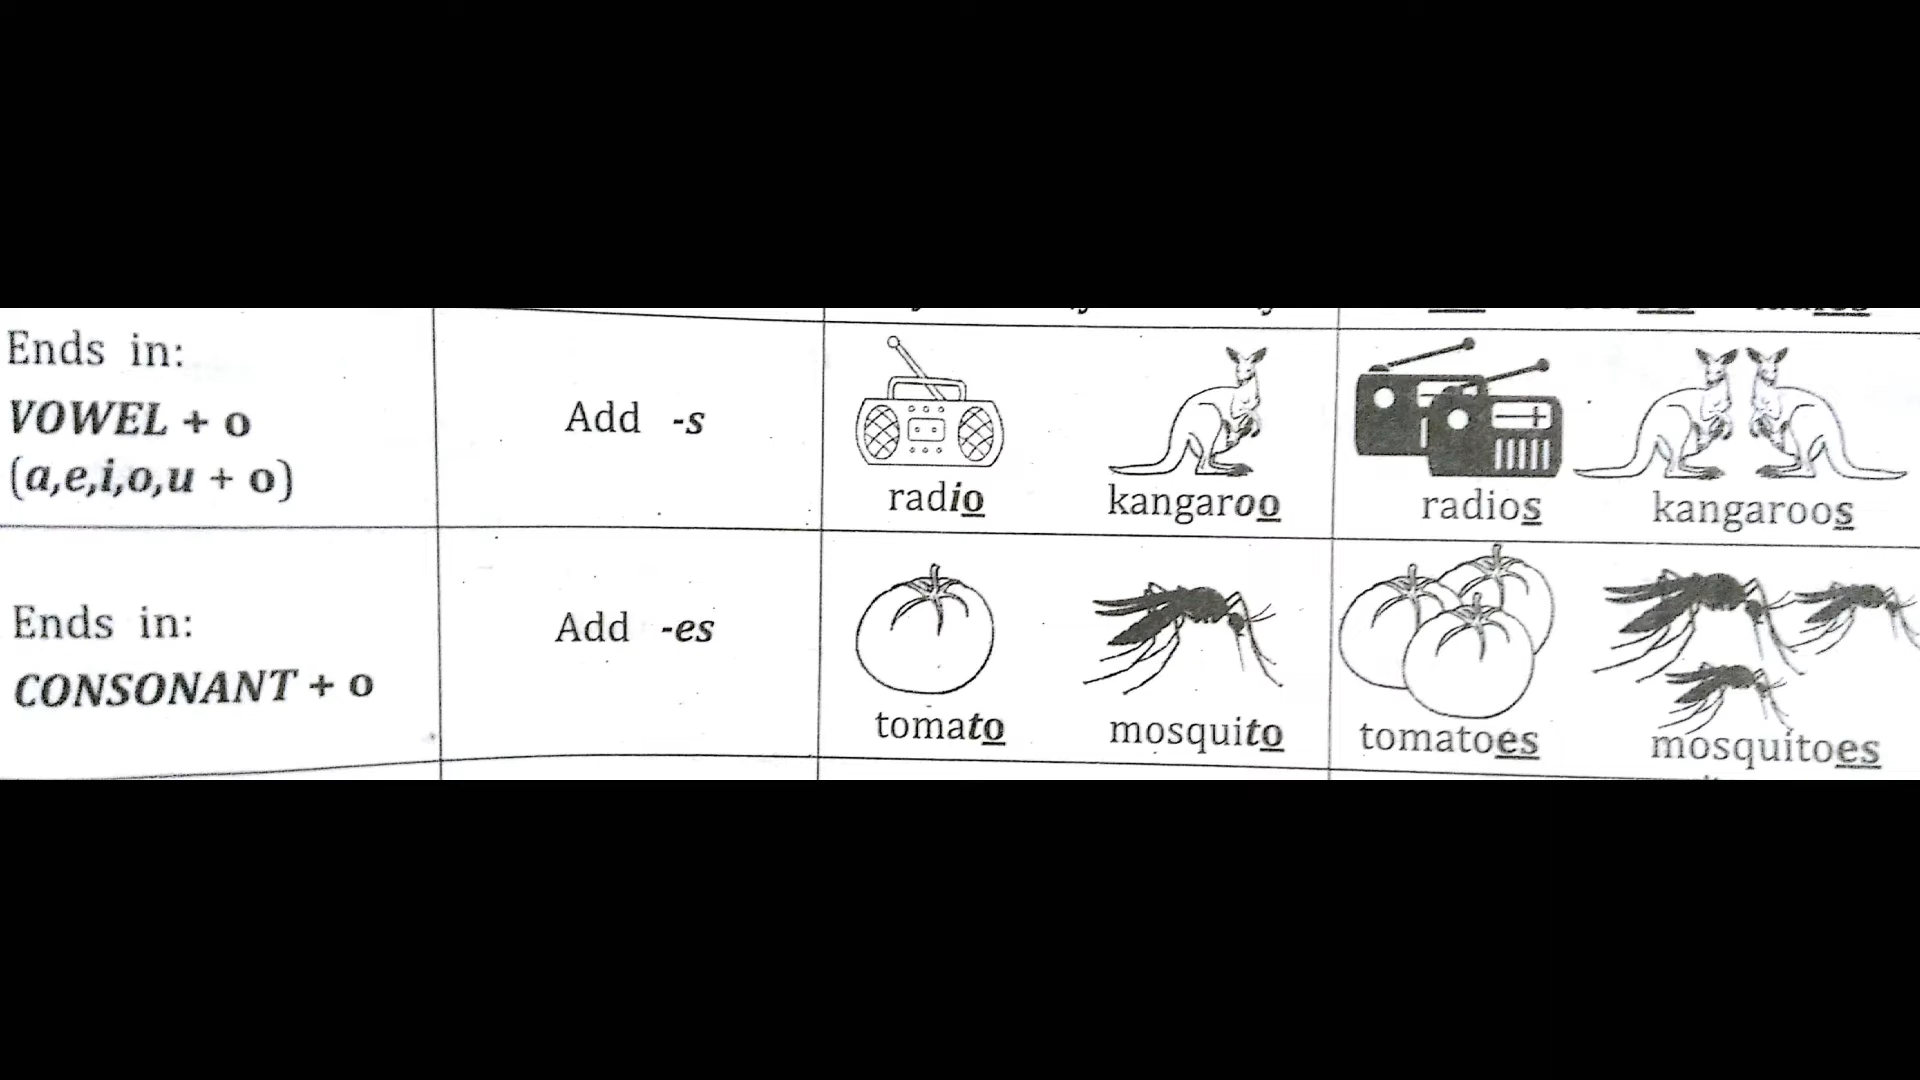 Ends in:
VOWEL + o
(a,e,i,o,u + o)
Add -s
radio
kangaroo
radios
kangaroos
Ends in:
CONSONANT + o
Add -es
tomato
mosquito
tomatoes
mosquitoes